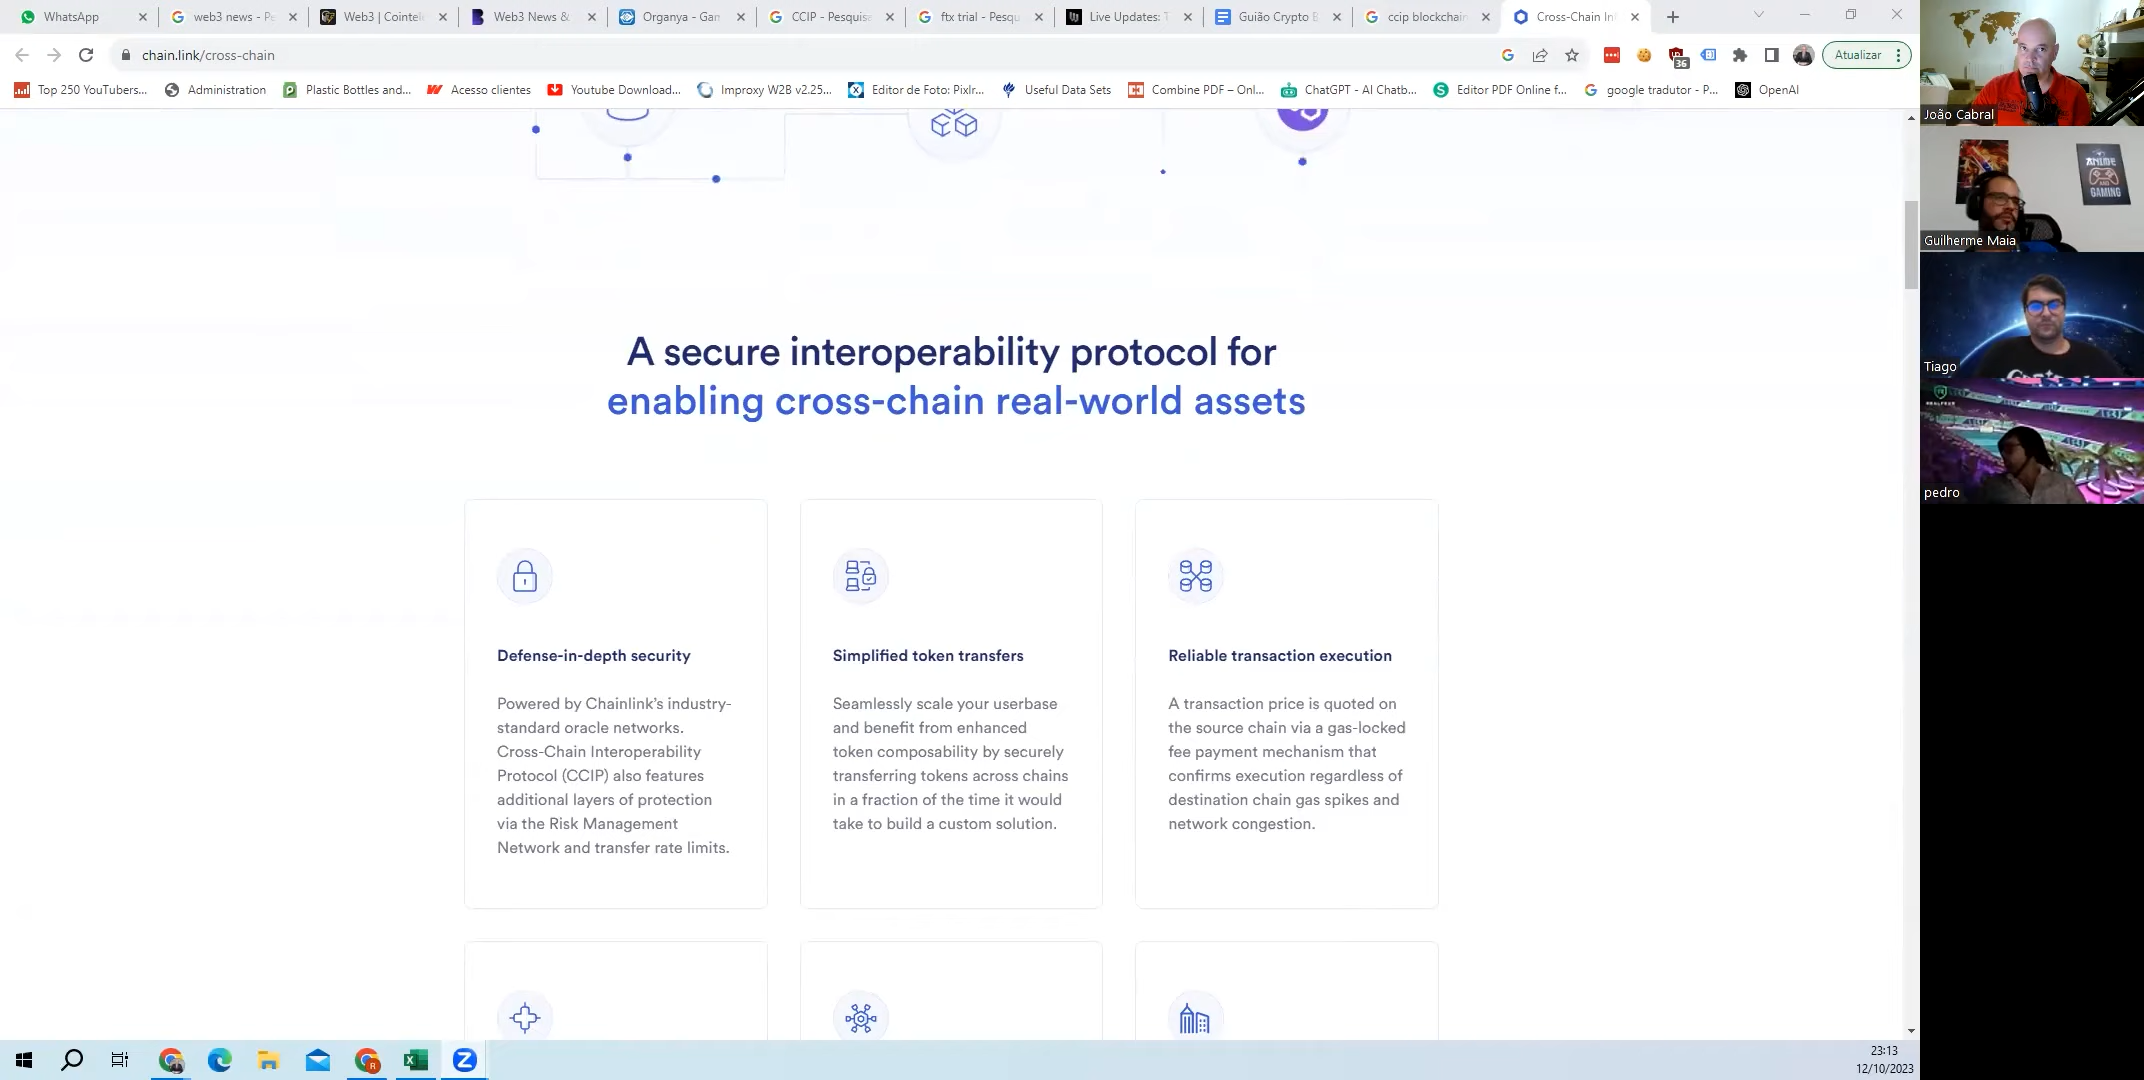 WhatsApp
web3 news - Pe
Web3 | Cointele
Web3 News &
Organya - Gam
CCIP - Pesquisa
ftx trial - Pesqu
Live Updates: T
Guião Crypto B
ccip blockchain
Cross-Chain Int
chain.link/cross-chain
36
Atualizar
Top 250 YouTubers...
Administration
Plastic Bottles and...
Acesso clientes
Youtube Download...
Improxy W2B v2.25...
Editor de Foto: Pixlr...
Useful Data Sets
Combine PDF – Onl...
ChatGPT - AI Chatb...
Editor PDF Online f...
google tradutor - P...
OpenAI
A secure interoperability protocol for
enabling cross-chain real-world assets
Defense-in-depth security
Powered by Chainlink's industry-
standard oracle networks.
Cross-Chain Interoperability
Protocol (CCIP) also features
additional layers of protection
via the Risk Management
Network and transfer rate limits.
Simplified token transfers
Seamlessly scale your userbase
and benefit from enhanced
token composability by securely
transferring tokens across chains
in a fraction of the time it would
take to build a custom solution.
Reliable transaction execution
A transaction price is quoted on
the source chain via a gas-locked
fee payment mechanism that
confirms execution regardless of
destination chain gas spikes and
network congestion.
João Cabral
ANIME
AND
GAMING
Guilherme Maia
Tiago
pedro
23:13
12/10/2023